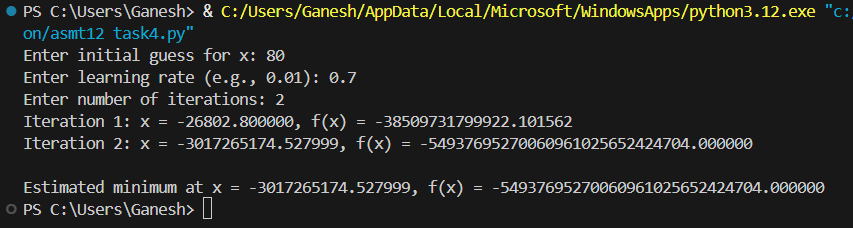 PS C:\Users\Ganesh> & C:/Users/Ganesh/AppData/Local/Microsoft/WindowsApps/python3.12.exe "c:/
on/asmt12 task4.py"
Enter initial guess for x: 80
Enter learning rate (e.g., 0.01): 0.7
Enter number of iterations: 2
Iteration 1: x = -26802.800000, f(x) = -38509731799922.101562
Iteration 2: x = -3017265174.527999, f(x) = -54937695270060961025652424704.000000
Estimated minimum at x = -3017265174.527999, f(x) = -54937695270060961025652424704.000000
PS C:\Users\Ganesh>